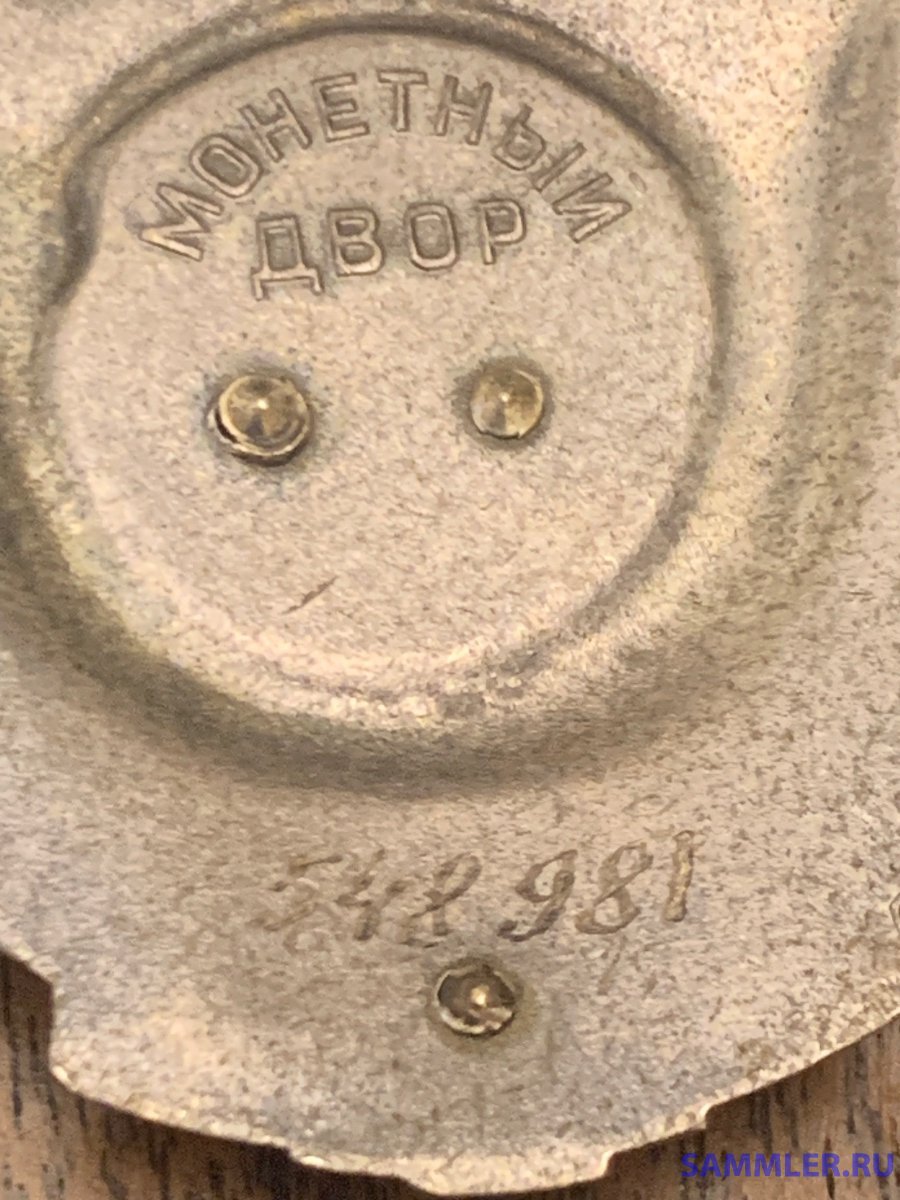 МОНЕТНЫЙ
ДВОР
548981
SAMMLER.RU